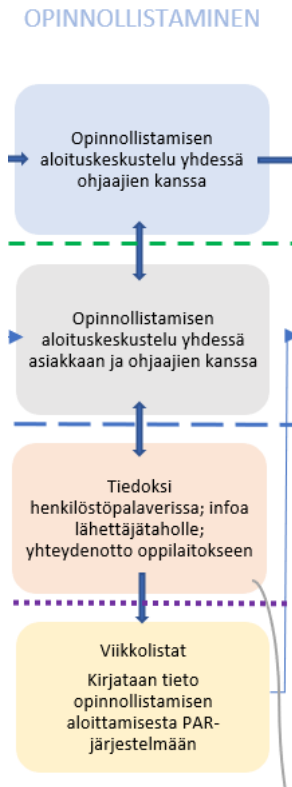 OPINNOLLISTAMINEN
Opinnollistamisen
aloituskeskustelu yhdessä
ohjaajien kanssa
Opinnollistamisen
aloituskeskustelu yhdessä
asiakkaan ja ohjaajien kanssa
Tiedoksi
henkilöstöpalaverissa; infoa
lähettäjätaholle;
yhteydenotto oppilaitokseen
Viikkolistat
Kirjataan tieto
opinnollistamisen
aloittamisesta PAR-
järjestelmään